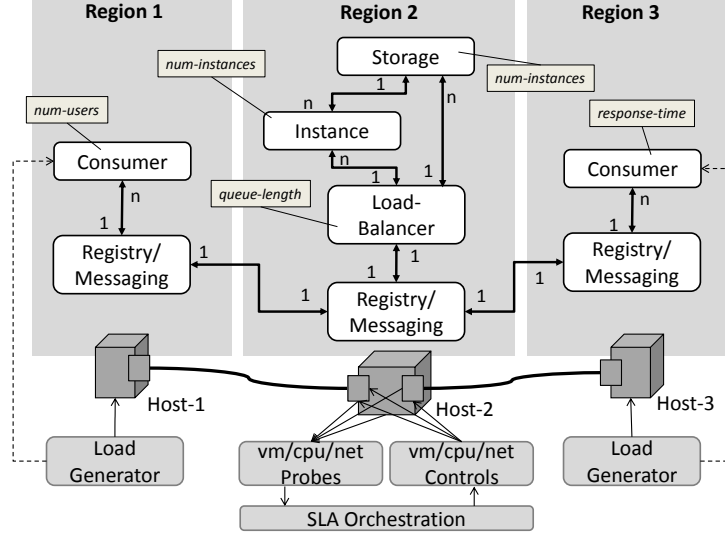 Region 1
Region 2
Region 3
Storage
num-instances
num-instances
1
n
n
Instance
num-users
response-time
Consumer
Consumer
n
1
1
queue-length
Load-
Balancer
n
n
1
1
1
Registry/
Messaging
1
1
Registry/
Messaging
1
1
1
1
Registry/
Messaging
Host-1
Host-2
Host-3
Load
Generator
vm/cpu/net
Probes
vm/cpu/net
Controls
Load
Generator
SLA Orchestration